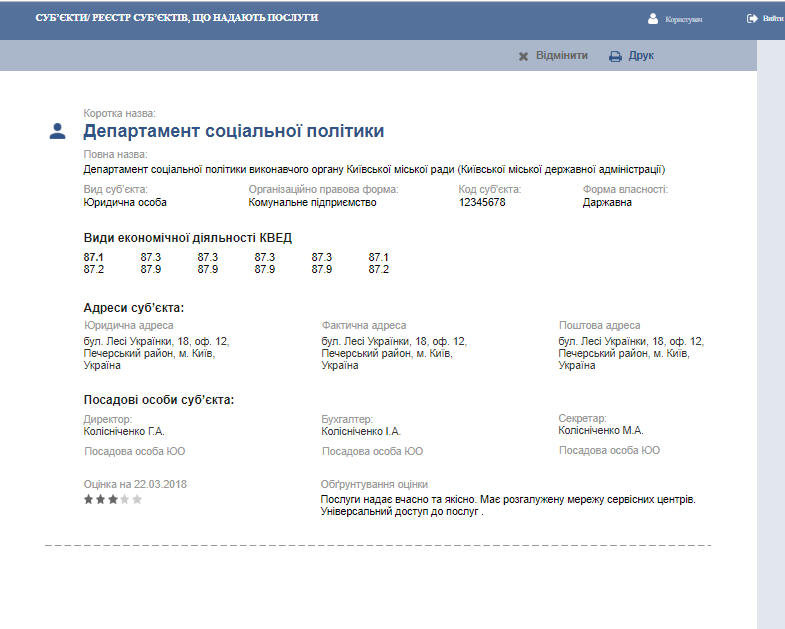 СУБ'ЄКТИ/ РЕЄСТР СУБ'ЄКТІВ, ЩО НАДАЮТЬ ПОСЛУГИ
Користувач
Вийти
Відмінити
Друк
Коротка назва:
Департамент соціальної політики
Повна назва:
Департамент соціальної політики виконавчого органу Київської міської ради (Київської міської державної адміністрації)
Вид суб'єкта: Організаційно правова форма: Код суб'єкта: Форма власності:
Юридична особа Комунальне підприємство 12345678 Даржавна
Види економічної діяльності КВЕД
87.1 87.3 87.3 87.3 87.3 87.1
87.2 87.9 87.9 87.9 87.9 87.2
Адреси суб'єкта:
Юридична адреса Фактична адреса Поштова адреса
бул. Лесі Українки, 18, оф. 12, бул. Лесі Українки, 18, оф. 12, бул. Лесі Українки, 18, оф. 12,
Печерський район, м. Київ, Печерський район, м. Київ, Печерський район, м. Київ,
Україна Україна Україна
Посадові особи суб'єкта:
Директор: Бухгалтер: Секретар:
Колісніченко Г.А. Колісніченко І.А. Колісніченко М.А.
Посадова особа ЮО Посадова особа ЮО Посадова особа ЮО
Оцінка на 22.03.2018 Обґрунтування оцінки
Послуги надає вчасно та якісно. Має розгалужену мережу сервісних центрів.
Універсальний доступ до послуг .